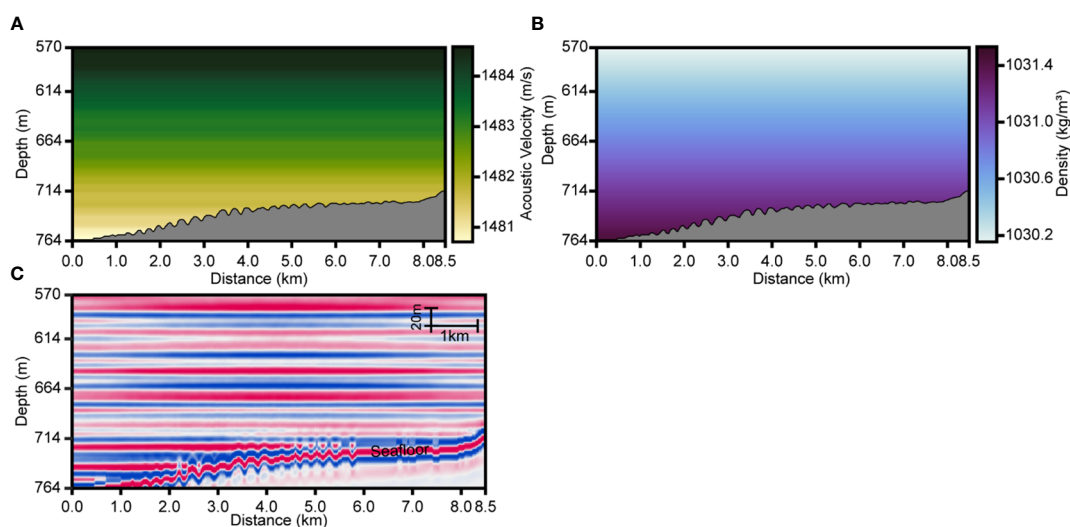 A
570
614
664
714
764
Depth (m)
0.0 1.0 2.0 3.0 4.0 5.0 6.0 7.0 8.08.5
Distance (km)
1484
1483
1482
1481
Acoustic Velocity (m/s)
B
570
614
664
714
764
Depth (m)
0.0 1.0 2.0 3.0 4.0 5.0 6.0 7.0 8.08.5
Distance (km)
1031.4
1031.0
1030.6
1030.2
Density (kg/m³)
C
570
614
664
714
764
Depth (m)
20m
1km
Seafloor
0.0 1.0 2.0 3.0 4.0 5.0 6.0 7.0 8.0 8.5
Distance (km)